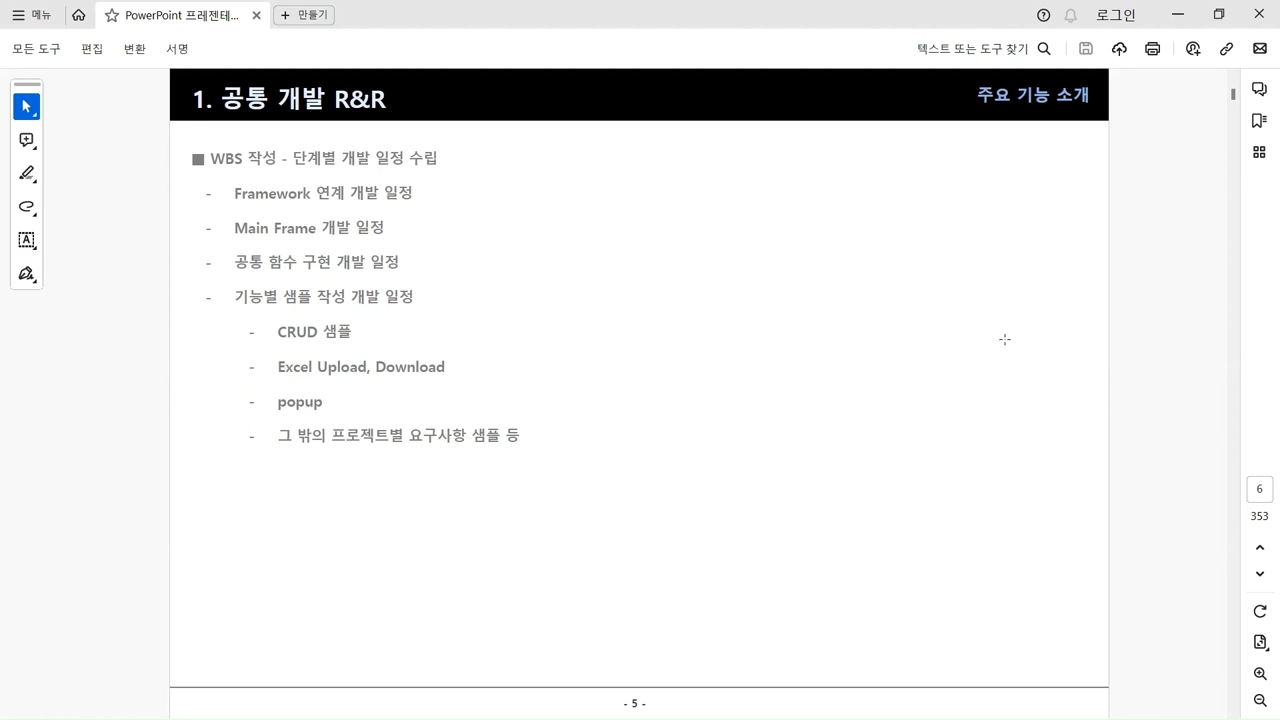 메뉴
PowerPoint 프레젠테...
만들기
로그인
모든 도구 편집 변환 서명
텍스트 또는 도구 찾기
1. 공통 개발 R&R
주요 기능 소개
■ WBS 작성 - 단계별 개발 일정 수립
- Framework 연계 개발 일정
- Main Frame 개발 일정
- 공통 함수 구현 개발 일정
- 기능별 샘플 작성 개발 일정
- CRUD 샘플
- Excel Upload, Download
- popup
- 그 밖의 프로젝트별 요구사항 샘플 등
6
353
- 5 -